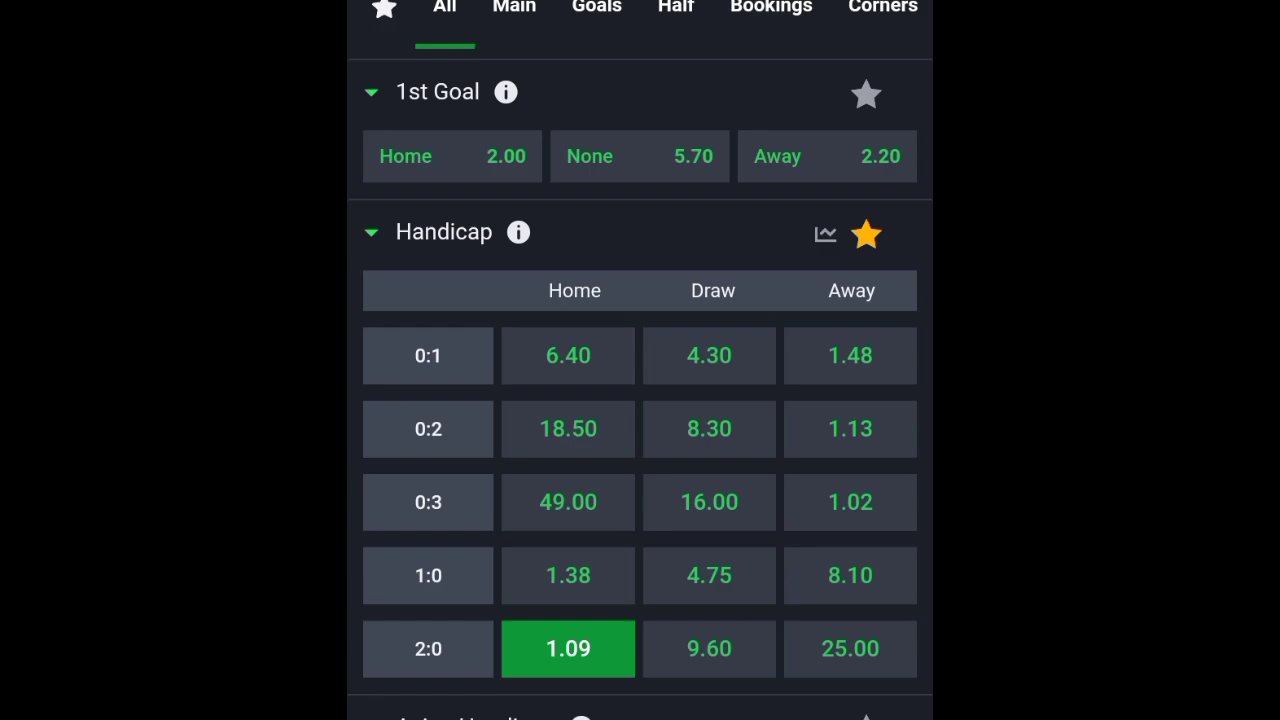 All Main Goals Half Bookings Corners
1st Goal i
Home 2.00 None 5.70 Away 2.20
Handicap i
Home Draw Away
0:1 6.40 4.30 1.48
0:2 18.50 8.30 1.13
0:3 49.00 16.00 1.02
1:0 1.38 4.75 8.10
2:0 1.09 9.60 25.00